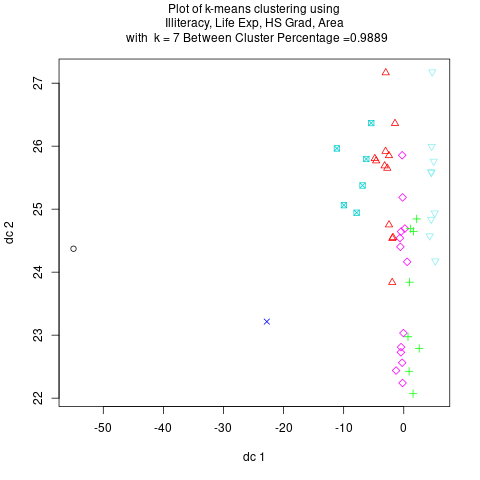 Plot of k-means clustering using
Illiteracy, Life Exp, HS Grad, Area
with k = 7 Between Cluster Percentage =0.9889
27
26
25
24
23
22
dc 2
-50
-40
-30
-20
-10
0
dc 1